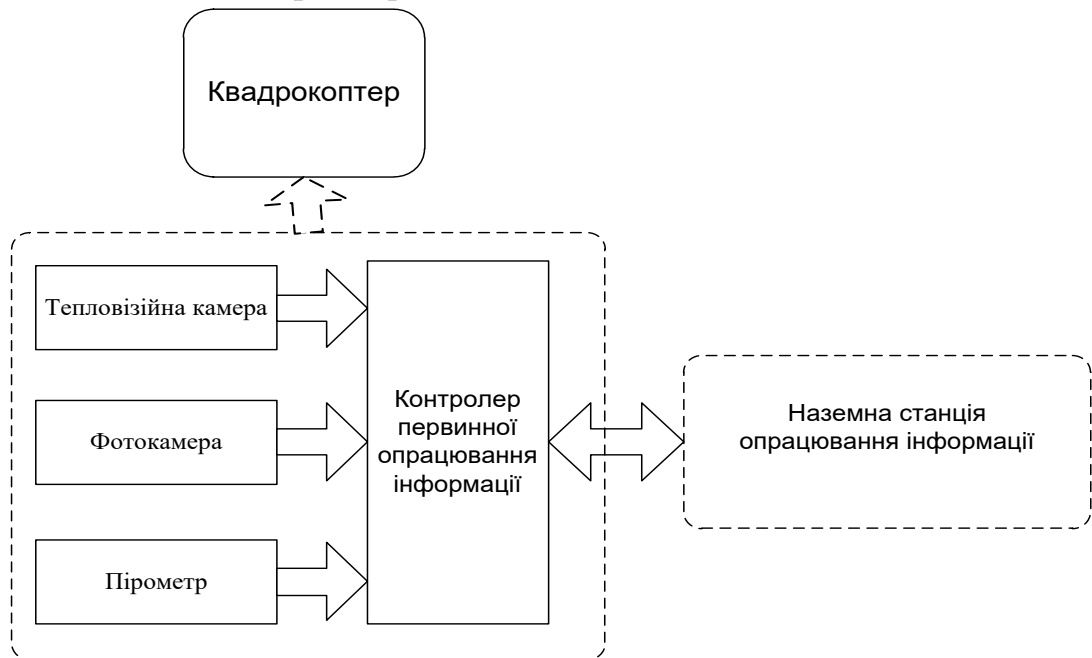 Квадрокоптер
Тепловізійна камера
Фотокамера
Пірометр
Контролер
первинної
опрацювання
інформації
Наземна станція
опрацювання інформації